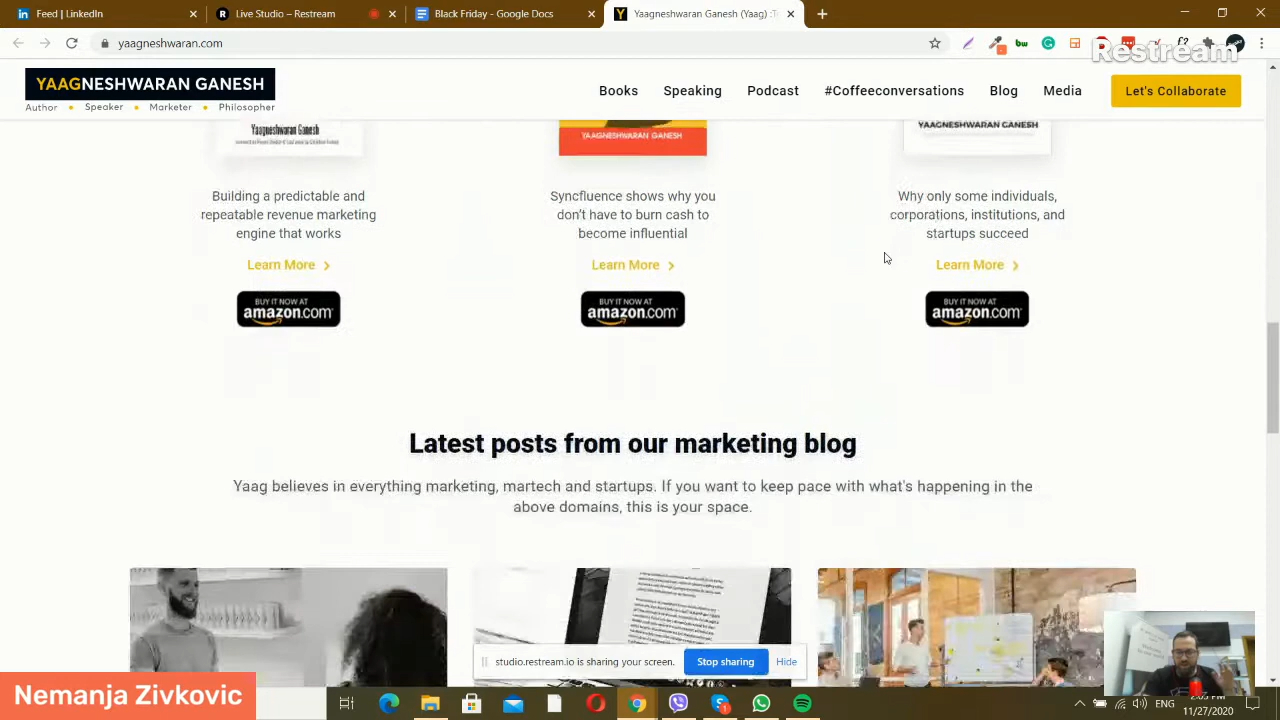 Feed | LinkedIn
Live - Restream
Black Friday - Google Docs
Yaagneshwaran Ganesh (Yaag) :To
yaagneshwaran.com
Restream
YAAGNESHWARAN GANESH
Author • Speaker • Marketer • Philosopher
Books
Speaking
Podcast
#Coffeeconversations
Blog
Media
Let's Collaborate
Yaagneshwaran Ganesh
YAAGNESHWARAN GANESH
YAAGNESHWARAN GANESH
Building a predictable and
repeatable revenue marketing
engine that works
Learn More
BUY IT NOW AT
amazon.com
Syncfluence shows why you
don't have to burn cash to
become influential
Learn More
BUY IT NOW AT
amazon.com
Why only some individuals,
corporations, institutions, and
startups succeed
Learn More
BUY IT NOW AT
amazon.com
Latest posts from our marketing blog
Yaag believes in everything marketing, martech and startups. If you want to keep pace with what's happening in the
above domains, this is your space.
studio.restream.io is sharing your screen.
Stop sharing
Hide
Nemanja Zivkovic
ENG
11/27/2020